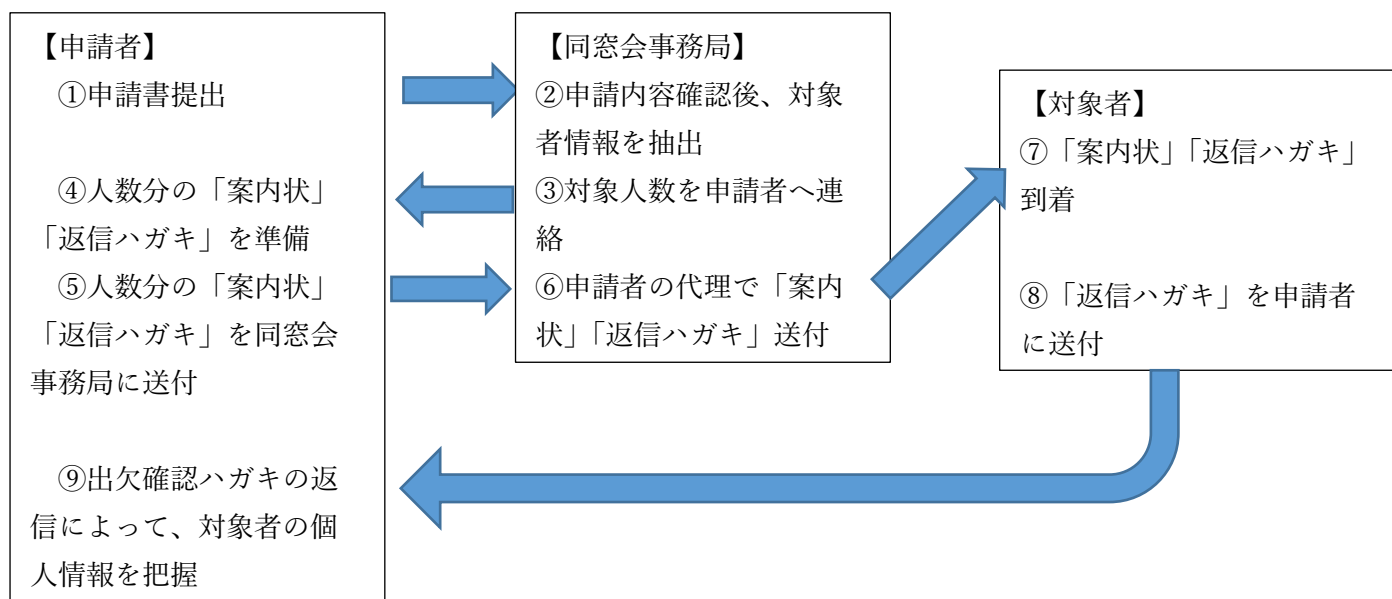 【申請者】
①申請書提出
④人数分の「案内状」
「返信ハガキ」を準備
⑤人数分の「案内状」
「返信ハガキ」を同窓会
事務局に送付
⑨出欠確認ハガキの返
信によって、対象者の個
人情報を把握
【同窓会事務局】
②申請内容確認後、対象
者情報を抽出
③対象人数を申請者へ連
絡
⑥申請者の代理で「案内
状」「返信ハガキ」送付
【対象者】
⑦「案内状」「返信ハガキ」
到着
⑧「返信ハガキ」を申請者
に送付